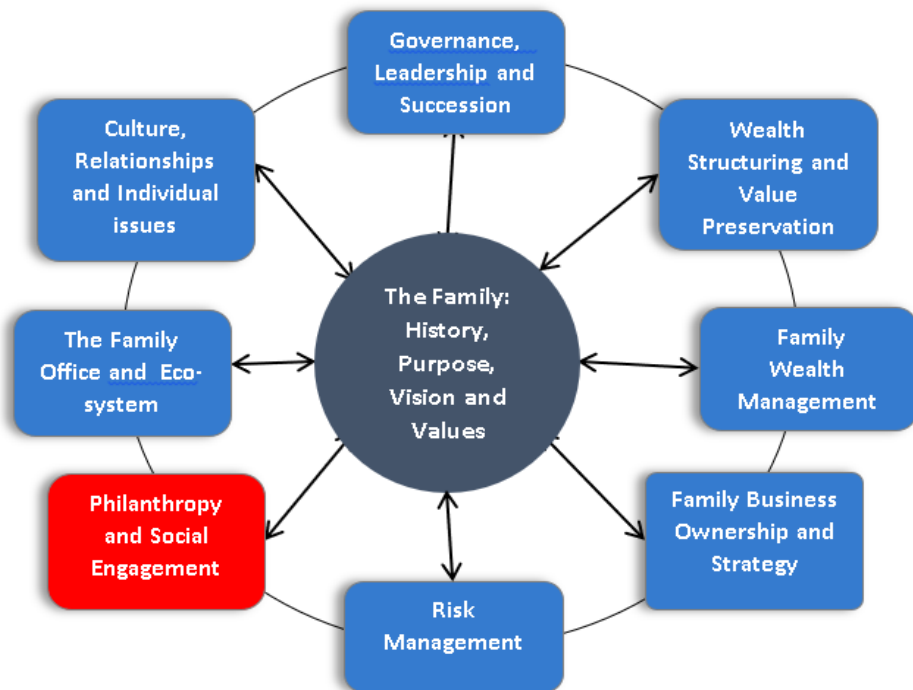 Governance,
Leadership and
Succession
Culture,
Relationships
and Individual
issues
Wealth
Structuring and
Value
Preservation
The Family:
History,
Purpose,
Vision and
Values
The Family
Office and Eco-
system
Family
Wealth
Management
Philanthropy
and Social
Engagement
Family Business
Ownership and
Strategy
Risk
Management